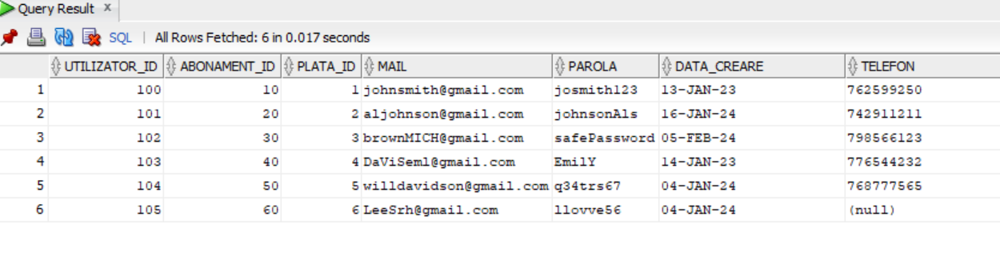 Query Result x
SQL | All Rows Fetched: 6 in 0.017 seconds
UTILIZATOR_ID ABONAMENT_ID PLATA_ID MAIL PAROLA DATA_CREARE TELEFON
1 100 10 1 johnsmith@gmail.com josmith123 13-JAN-23 762599250
2 101 20 2 aljohnson@gmail.com johnsonAls 16-JAN-24 742911211
3 102 30 3 brownMICH@gmail.com safePassword 05-FEB-24 798566123
4 103 40 4 DaViSeml@gmail.com EmilY 14-JAN-23 776544232
5 104 50 5 willdavidson@gmail.com q34trs67 04-JAN-24 768777565
6 105 60 6 LeeSrh@gmail.com llovve56 04-JAN-24 (null)